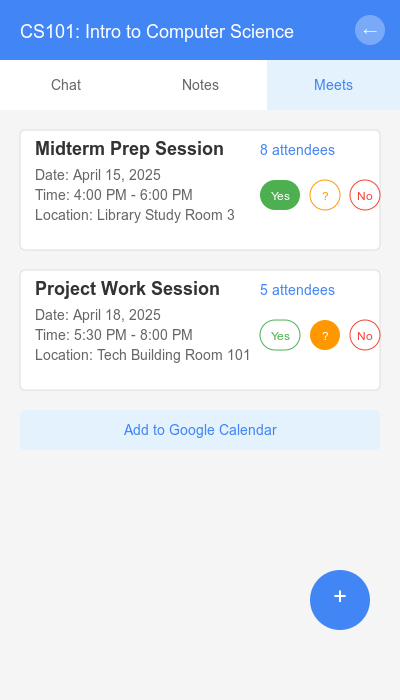 CS101: Intro to Computer Science
←
Chat
Notes
Meets
Midterm Prep Session
8 attendees
Date: April 15, 2025
Time: 4:00 PM - 6:00 PM
Location: Library Study Room 3
Yes
?
No
Project Work Session
5 attendees
Date: April 18, 2025
Time: 5:30 PM - 8:00 PM
Location: Tech Building Room 101
Yes
?
No
Add to Google Calendar
+